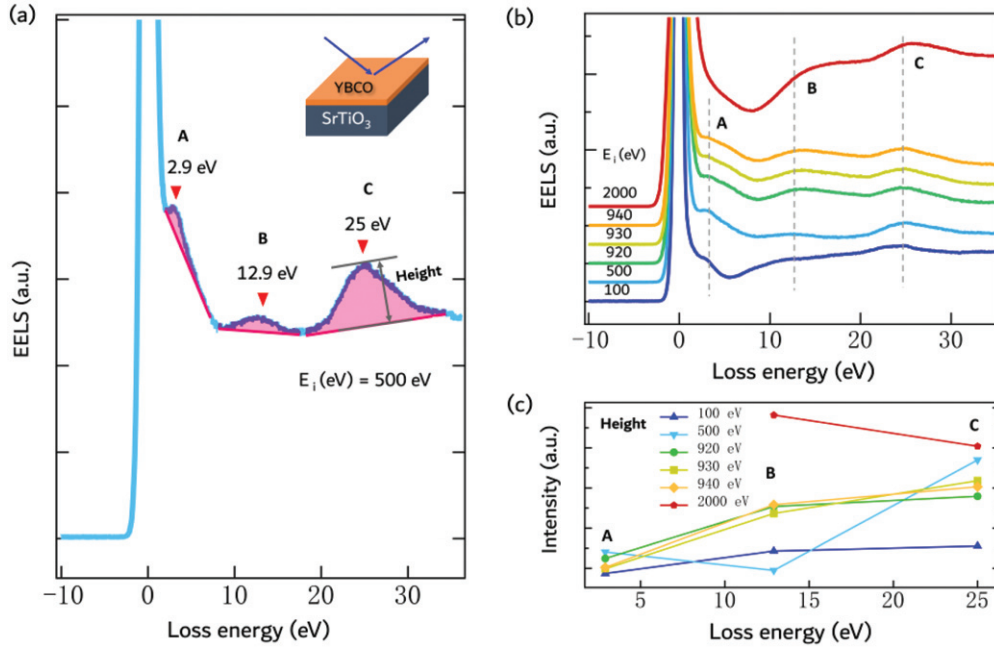 (a)
YBCO
SrTiO3
A
2.9 eV
B
12.9 eV
C
25 eV
Height
E i (eV) = 500 eV
EELS (a.u.)
-10 0 10 20 30
Loss energy (eV)
(b)
A
B
C
E i (eV)
2000
940
930
920
500
100
EELS (a.u.)
-10 0 10 20 30
Loss energy (eV)
(c)
Height
100 eV
500 eV
920 eV
930 eV
940 eV
2000 eV
A
B
C
Intensity (a.u.)
5 10 15 20 25
Loss energy (eV)